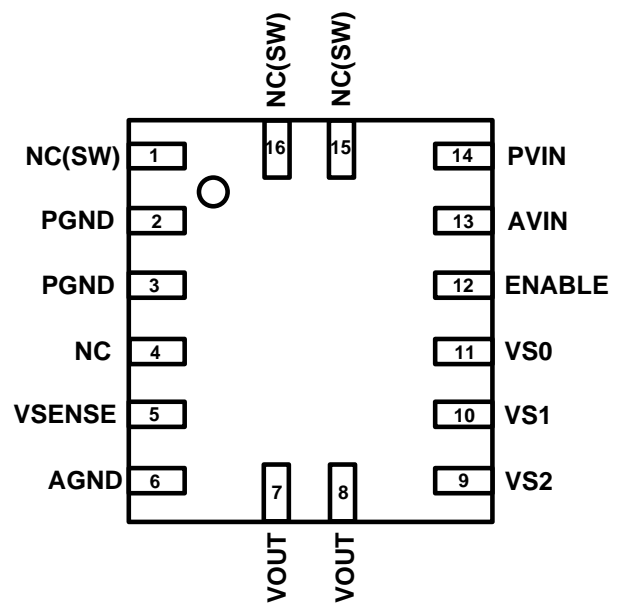 NC(SW)
NC(SW)
16
15
NC(SW)
1
14
PVIN
PGND
2
13
AVIN
PGND
3
12
ENABLE
NC
4
11
VS0
VSENSE
5
10
VS1
AGND
6
9
VS2
7
8
VOUT
VOUT